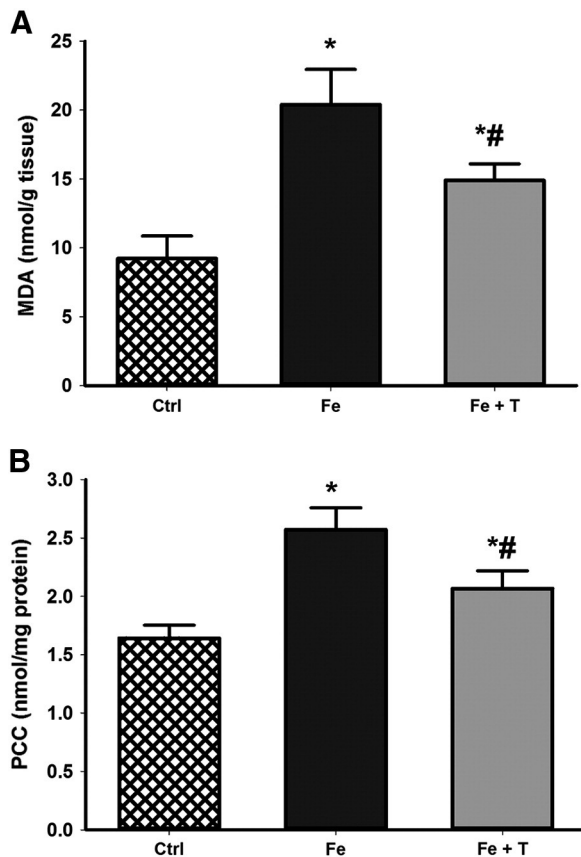 A
MDA (nmol/g tissue)
25
20
15
10
5
0
*
*#
Ctrl
Fe
Fe + T
B
PCC (nmol/mg protein)
3.0
2.5
2.0
1.5
1.0
0.5
0.0
*
*#
Ctrl
Fe
Fe + T